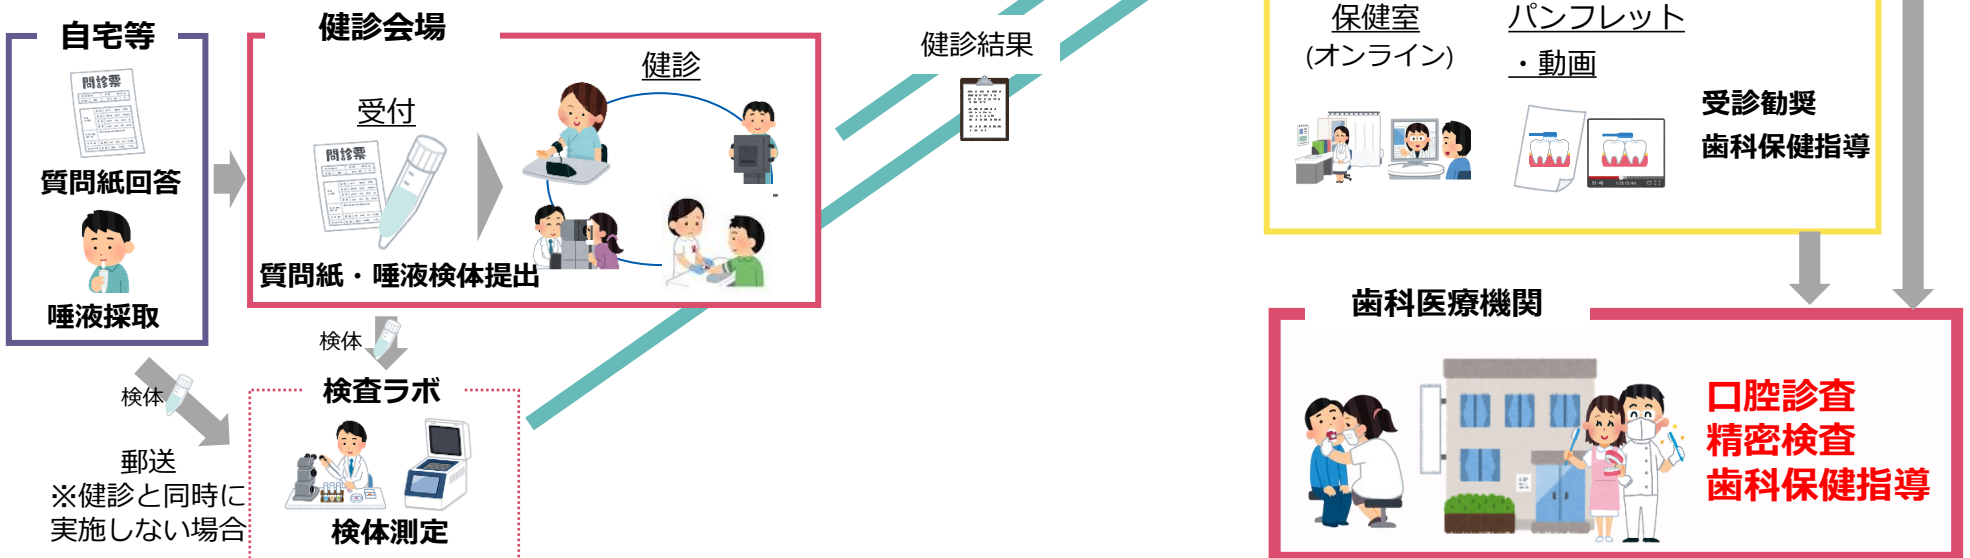 自宅等
問診票
質問紙回答
唾液採取
健診会場
受付
問診票
健診
質問紙・唾液検体提出
検体
検体
郵送
※健診と同時に
実施しない場合
検査ラボ
検体測定
健診結果
保健室
(オンライン)
パンフレット
・動画
受診勧奨
歯科保健指導
歯科医療機関
口腔診査
精密検査
歯科保健指導